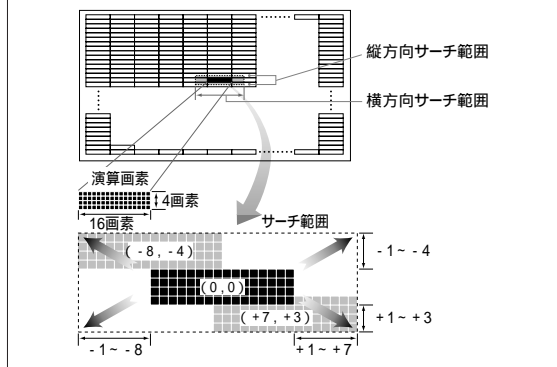 縦方向サーチ範囲
横方向サーチ範囲
演算画素
4画素
16画素
サーチ範囲
(-8,-4)
-1~-4
(0,0)
(+7,+3)
+1~+3
-1~-8
+1~+7